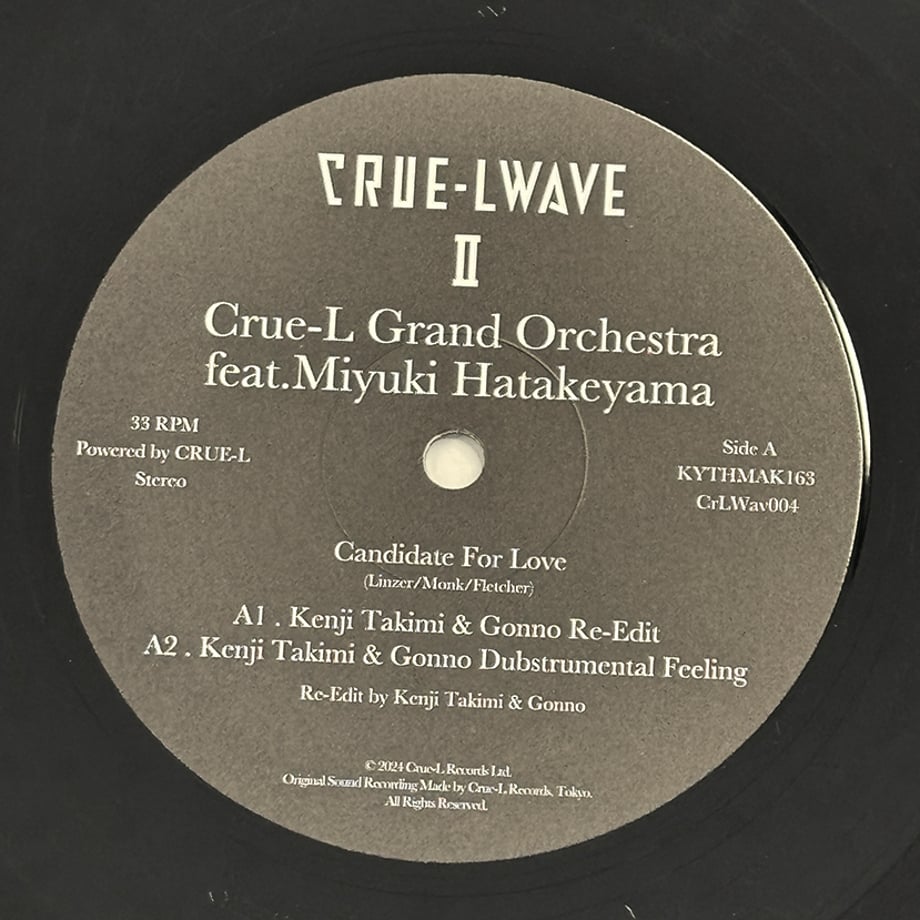 CRUE-LWAVE
II
Crue-L Grand Orchestra
feat.Miyuki Hatakeyama
33 RPM
Powered by CRUE-L
Stereo
Side A
KYTHMAK163
CrLWav004
Candidate For Love
(Linzer/Monk/Fletcher)
A1 . Kenji Takimi & Gonno Re-Edit
A2 . Kenji Takimi & Gonno Dubstrumental Feeling
Re-Edit by Kenji Takimi & Gonno
© 2024 Crue-L Records Ltd.
Original Sound Recording Made by Crue-L Records, Tokyo.
All Rights Reserved.